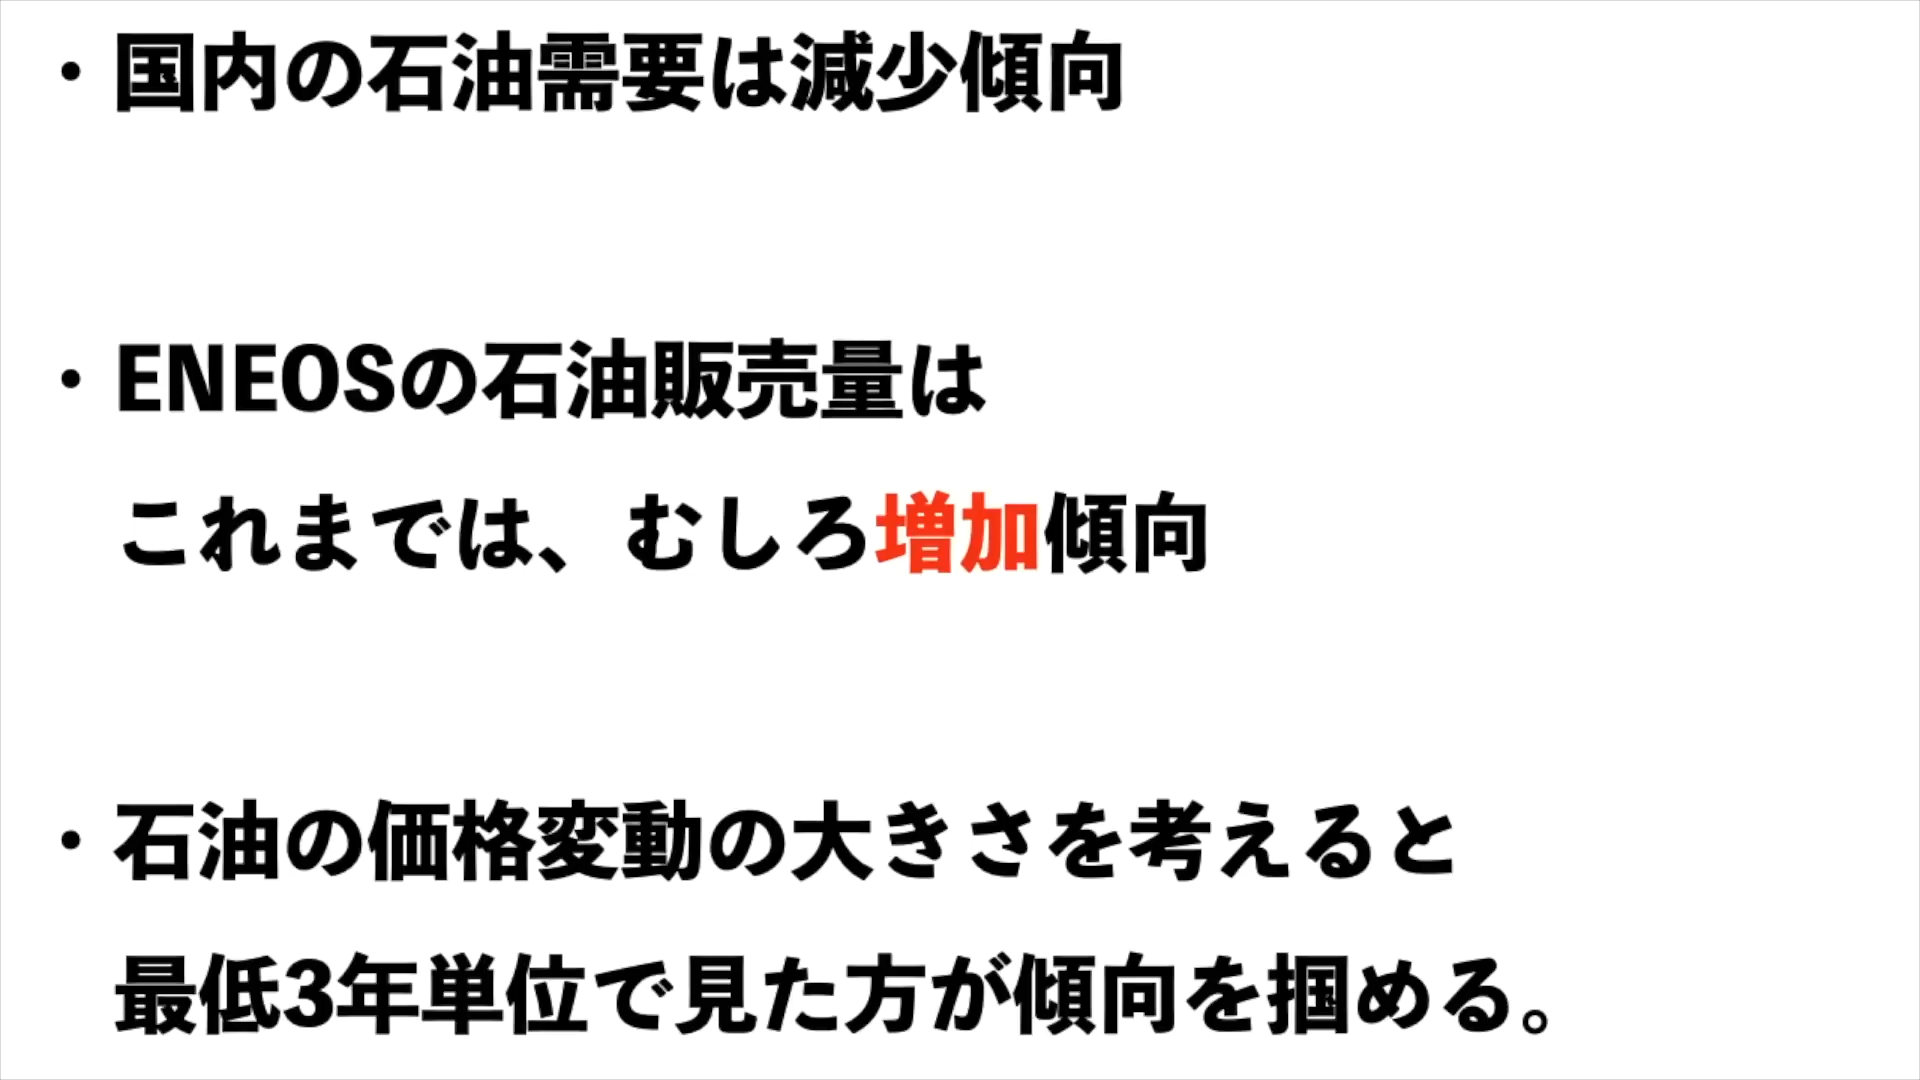 ・国内の石油需要は減少傾向
・ENEOSの石油販売量は
これまでは、むしろ増加傾向
・石油の価格変動の大きさを考えると
最低3年単位で見た方が傾向を掴める。